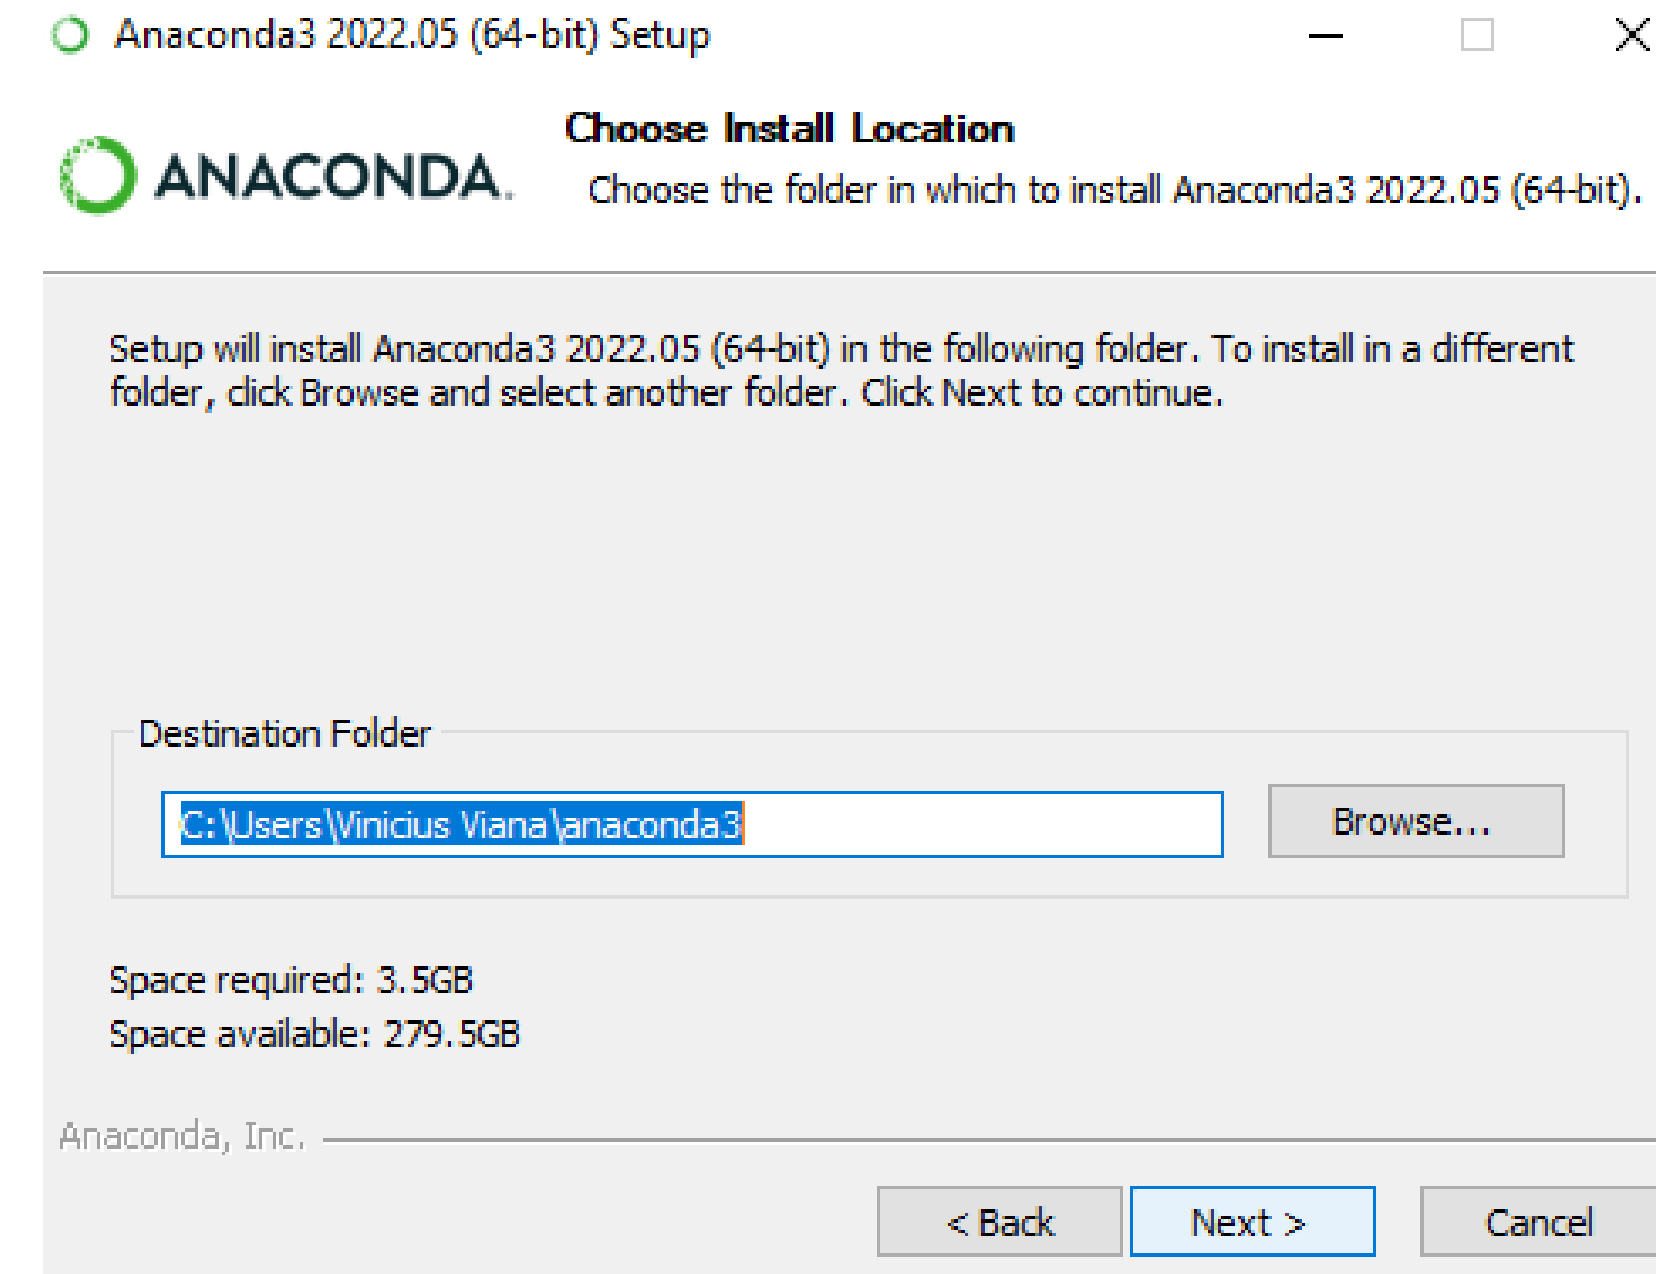 Anaconda3 2022.05 (64-bit) Setup
Choose Install Location
ANACONDA.
Choose the folder in which to install Anaconda3 2022.05 (64-bit).
Setup will install Anaconda3 2022.05 (64-bit) in the following folder. To install in a different
folder, click Browse and select another folder. Click Next to continue.
Destination Folder
C:\Users\Vinicius Viana\anaconda3
Browse...
Space required: 3.5GB
Space available: 279.5GB
Anaconda, Inc.
< Back
Next >
Cancel